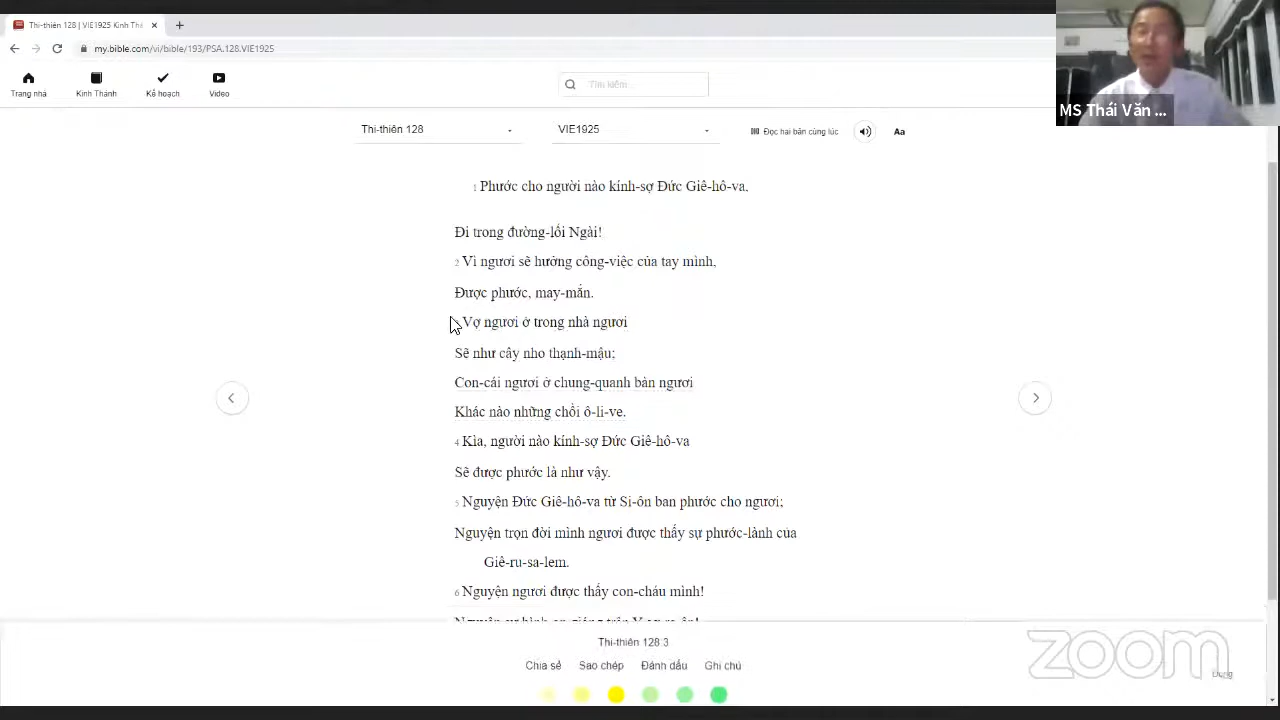 Thi-thiên 128 | VIE1925 Kinh Thá
my.bible.com/vi/bible/193/PSA.128.VIE1925
Trang nhà
Kinh Thánh
Kế hoạch
Video
Tìm kiếm...
MS Thái Văn ...
Thi-thiên 128
VIE1925
Đọc hai bản cùng lúc
Aa
1 Phước cho người nào kính-sợ Đức Giê-hô-va,
Đi trong đường-lối Ngài!
2 Vì ngươi sẽ hưởng công-việc của tay mình,
Được phước, may-mắn.
Vợ ngươi ở trong nhà ngươi
Sẽ như cây nho thạnh-mậu;
Con-cái ngươi ở chung-quanh bàn ngươi
Khác nào những chồi ô-li-ve.
4 Kìa, người nào kính-sợ Đức Giê-hô-va
Sẽ được phước là như vậy.
5 Nguyện Đức Giê-hô-va từ Si-ôn ban phước cho ngươi;
Nguyện trọn đời mình ngươi được thấy sự phước-lành của
Giê-ru-sa-lem.
6 Nguyện ngươi được thấy con-cháu mình!
Thi-thiên 128:3
Chia sẻ
Sao chép
Đánh dấu
Ghi chú
zoom